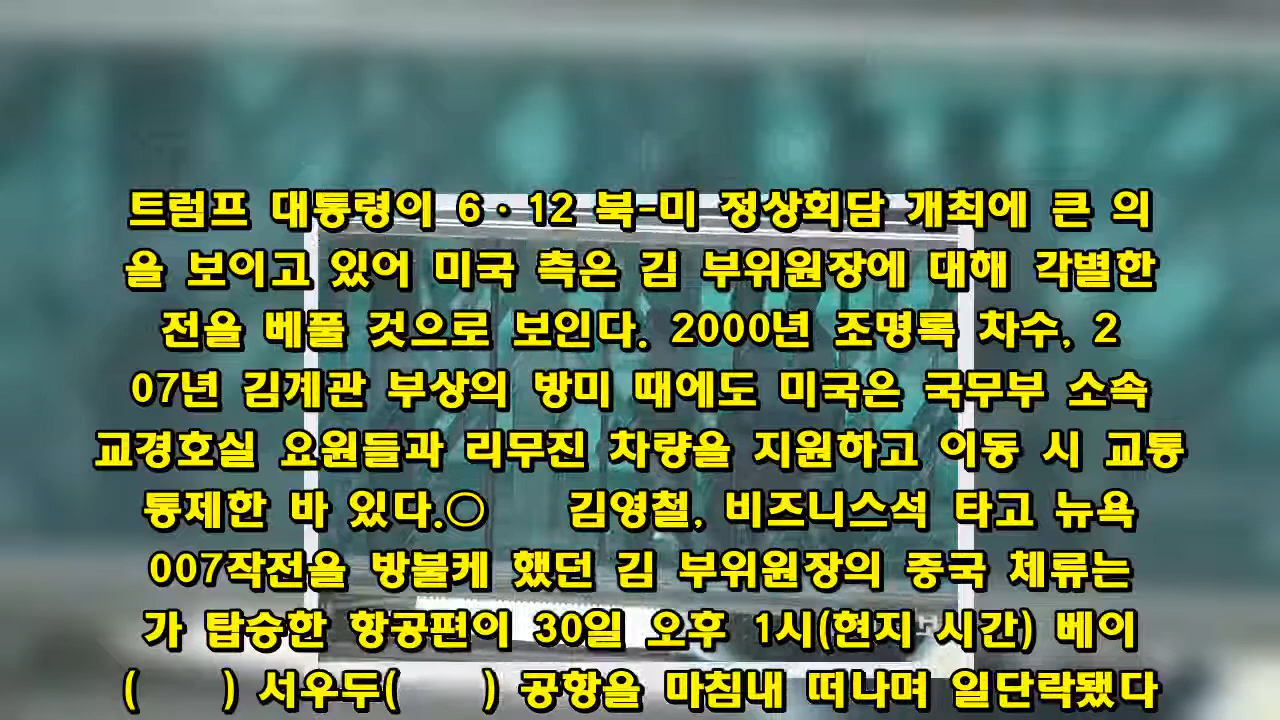 트럼프 대통령이 6·12 북-미 정상회담 개최에 큰 의
을 보이고 있어 미국 측은 김 부위원장에 대해 각별한
전을 베풀 것으로 보인다. 2000년 조명록 차수, 2
07년 김계관 부상의 방미 때에도 미국은 국무부 소속
교경호실 요원들과 리무진 차량을 지원하고 이동 시 교통
통제한 바 있다.○ 김영철, 비즈니스석 타고 뉴욕
007작전을 방불케 했던 김 부위원장의 중국 체류는
가 탑승한 항공편이 30일 오후 1시(현지 시간) 베이
( ) 서우두( ) 공항을 마침내 떠나며 일단락됐다